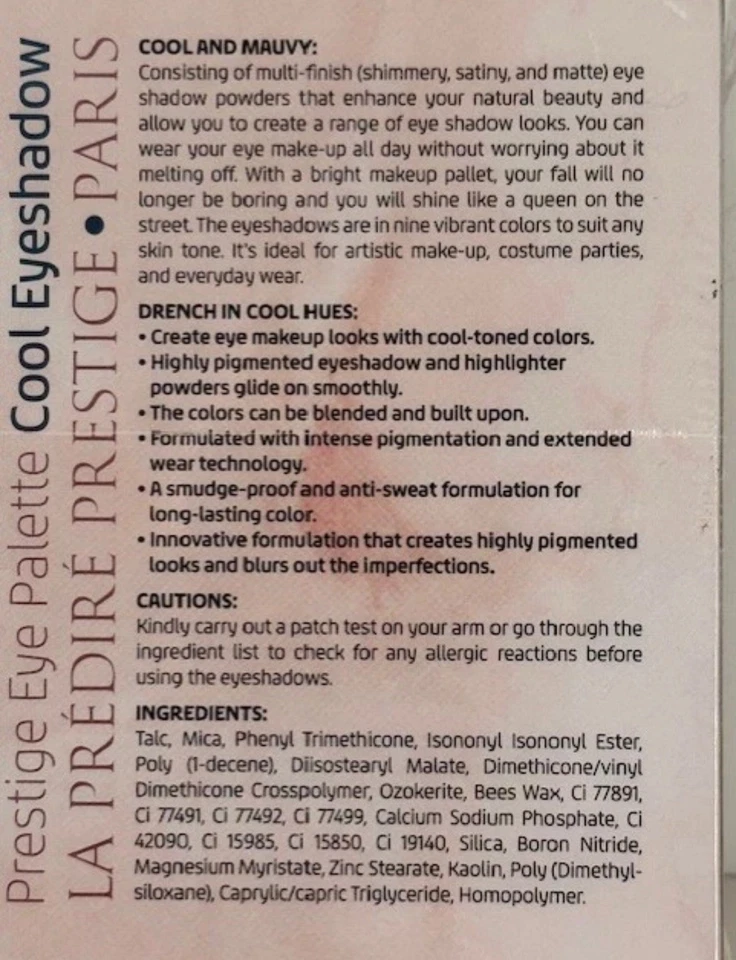 Prestige Eye Palette Cool Eyeshadow
LA PRÉDIRÉ PRESTIGE • PARIS
COOL AND MAUVY:
Consisting of multi-finish (shimmery, satiny, and matte) eye
shadow powders that enhance your natural beauty and
allow you to create a range of eye shadow looks. You can
wear your eye make-up all day without worrying about it
melting off. With a bright makeup pallet, your fall will no
longer be boring and you will shine like a queen on the
street. The eyeshadows are in nine vibrant colors to suit any
skin tone. It's ideal for artistic make-up, costume parties,
and everyday wear.
DRENCH IN COOL HUES:
• Create eye makeup looks with cool-toned colors.
• Highly pigmented eyeshadow and highlighter
powders glide on smoothly.
• The colors can be blended and built upon.
• Formulated with intense pigmentation and extended
wear technology.
• A smudge-proof and anti-sweat formulation for
long-lasting color.
• Innovative formulation that creates highly pigmented
looks and blurs out the imperfections.
CAUTIONS:
Kindly carry out a patch test on your arm or go through the
ingredient list to check for any allergic reactions before
using the eyeshadows.
INGREDIENTS:
Talc, Mica, Phenyl Trimethicone, Isononyl Isononyl Ester,
Poly (1-decene), Diisostearyl Malate, Dimethicone/vinyl
Dimethicone Crosspolymer, Ozokerite, Bees Wax, Ci 77891,
Ci 77491, Ci 77492, Ci 77499, Calcium Sodium Phosphate, Ci
42090, Ci 15985, Ci 15850, Ci 19140, Silica, Boron Nitride,
Magnesium Myristate, Zinc Stearate, Kaolin, Poly (Dimethyl-
siloxane), Caprylic/capric Triglyceride, Homopolymer.